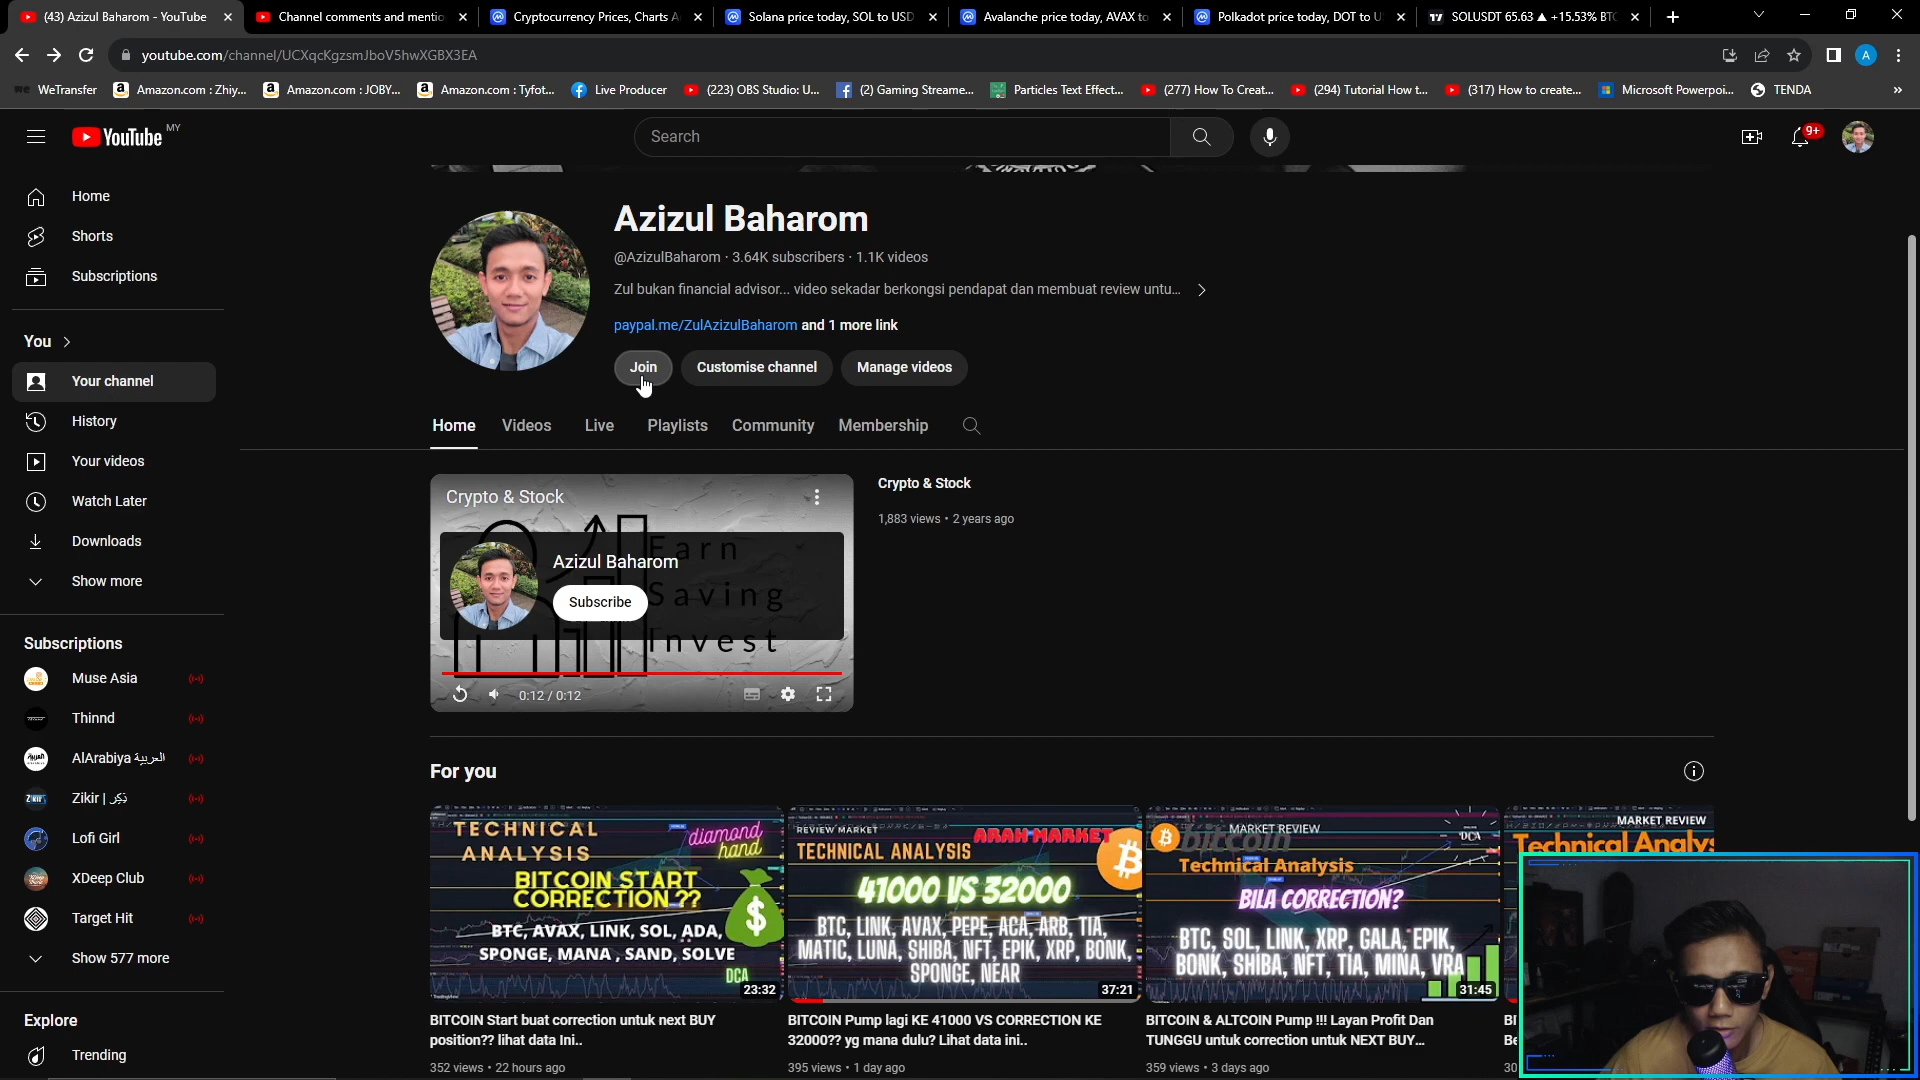 (43) Azizul Baharom - YouTube
Channel comments and mentio
Cryptocurrency Prices, Charts A
Solana price today, SOL to USD
Avalanche price today, AVAX to
Polkadot price today, DOT to U
SOLUSDT 65.63 ▲ +15.53% BTC
youtube.com/channel/UCXqcKgzsmJboV5hwXGBX3EA
WeTransfer
Amazon.com : Zhiy...
Amazon.com : JOBY...
Amazon.com : Tyfot...
Live Producer
(223) OBS Studio: U...
(2) Gaming Streame...
Particles Text Effect...
(277) How To Creat...
(294) Tutorial How t...
(317) How to create...
Microsoft Powerpoi...
TENDA
YouTube MY
Search
9+
Home
Shorts
Subscriptions
You
Your channel
History
Your videos
Watch Later
Downloads
Show more
Subscriptions
Muse Asia
Thinnd
AlArabiya العربية
Zikir | ذكر
Lofi Girl
XDeep Club
Target Hit
Show 577 more
Explore
Trending
Azizul Baharom
@AzizulBaharom · 3.64K subscribers · 1.1K videos
Zul bukan financial advisor... video sekadar berkongsi pendapat dan membuat review untu...
paypal.me/ZulAzizulBaharom and 1 more link
Join
Customise channel
Manage videos
Home
Videos
Live
Playlists
Community
Membership
Crypto & Stock
Earn
Saving
Invest
Azizul Baharom
Subscribe
0:12 / 0:12
Crypto & Stock
1,883 views • 2 years ago
For you
TECHNICAL
ANALYSIS
diamond
hand
BITCOIN START
CORRECTION ??
BTC, AVAX, LINK, SOL, ADA,
SPONGE, MANA , SAND, SOLVE
DCA
23:32
BITCOIN Start buat correction untuk next BUY
position?? lihat data Ini..
352 views • 22 hours ago
REVIEW MARKET
ARAH MARKET
TECHNICAL ANALYSIS
41000 VS 32000
BTC, LINK, AVAX, PEPE, ACA, ARB, TIA,
MATIC, LUNA, SHIBA, NFT, EPIK, XRP, BONK,
SPONGE, NEAR
37:21
BITCOIN Pump lagi KE 41000 VS CORRECTION KE
32000?? yg mana dulu? Lihat data ini..
395 views • 1 day ago
bitcoin
MARKET REVIEW
DCA
Technical Analysis
BILA CORRECTION?
BTC, SOL, LINK, XRP, GALA, EPIK,
BONK, SHIBA, NFT, TIA, MINA, VRA
31:45
BITCOIN & ALTCOIN Pump !!! Layan Profit Dan
TUNGGU untuk correction untuk NEXT BUY...
359 views • 3 days ago
MARKET REVIEW
Technical Analys